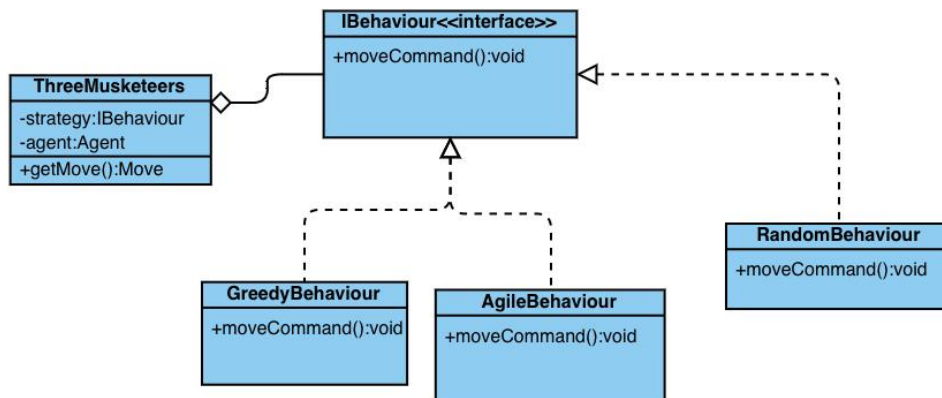 IBehaviour<<interface>>
+moveCommand():void
ThreeMusketeers
-strategy:IBehaviour
-agent:Agent
+getMove():Move
RandomBehaviour
+moveCommand():void
GreedyBehaviour
+moveCommand():void
AgileBehaviour
+moveCommand():void